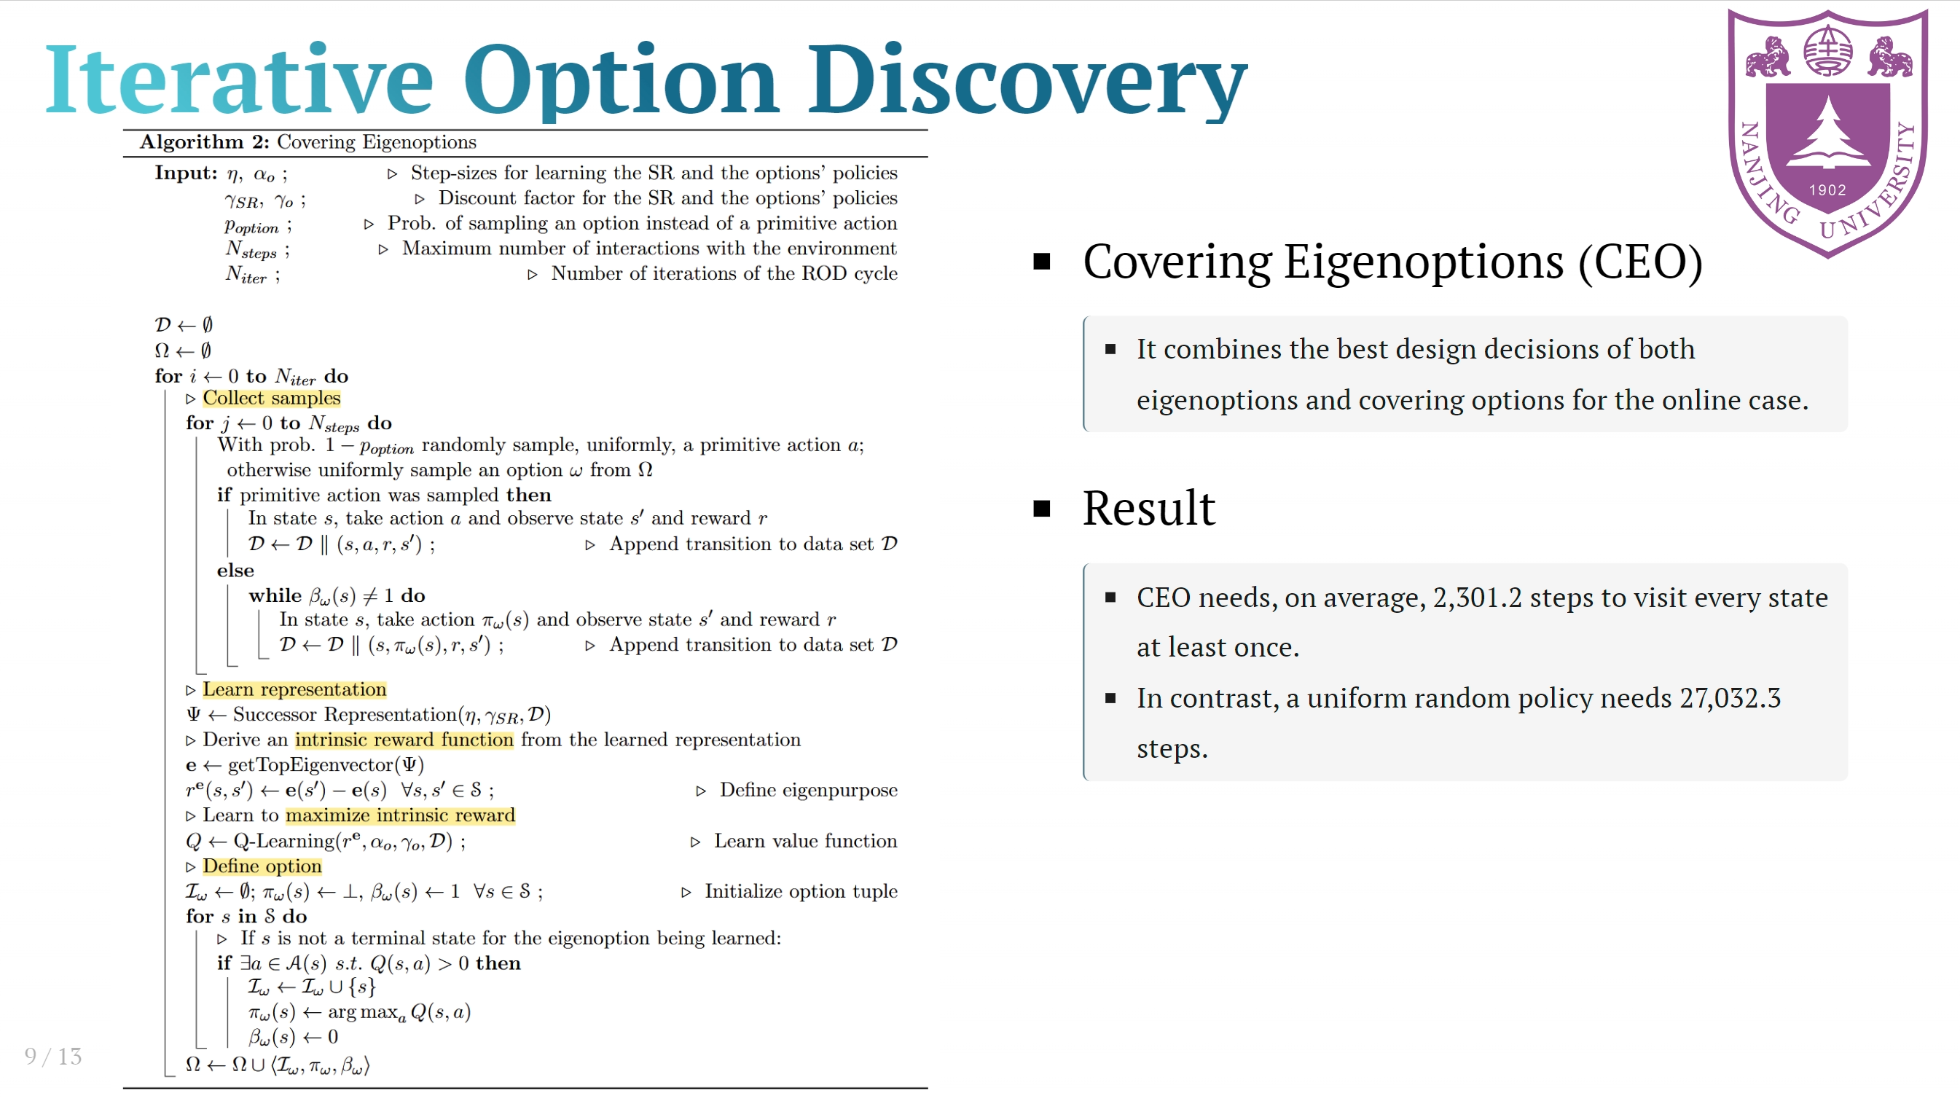 Iterative Option Discovery
Algorithm 2: Covering Eigenoptions
Input: η, α_o ; ▷ Step-sizes for learning the SR and the options' policies
γ_SR, γ_o ; ▷ Discount factor for the SR and the options' policies
p_option ; ▷ Prob. of sampling an option instead of a primitive action
N_steps ; ▷ Maximum number of interactions with the environment
N_iter ; ▷ Number of iterations of the ROD cycle
𝒟 ← ∅
Ω ← ∅
for i ← 0 to N_iter do
▷ Collect samples
for j ← 0 to N_steps do
With prob. 1 − p_option randomly sample, uniformly, a primitive action a;
otherwise uniformly sample an option ω from Ω
if primitive action was sampled then
In state s, take action a and observe state s′ and reward r
𝒟 ← 𝒟 ∥ (s, a, r, s′) ; ▷ Append transition to data set 𝒟
else
while β_ω(s) ≠ 1 do
In state s, take action π_ω(s) and observe state s′ and reward r
𝒟 ← 𝒟 ∥ (s, π_ω(s), r, s′) ; ▷ Append transition to data set 𝒟
▷ Learn representation
Ψ ← Successor Representation(η, γ_SR, 𝒟)
▷ Derive an intrinsic reward function from the learned representation
e ← getTopEigenvector(Ψ)
r^e(s, s′) ← e(s′) − e(s) ∀s, s′ ∈ 𝒮 ; ▷ Define eigenpurpose
▷ Learn to maximize intrinsic reward
Q ← Q-Learning(r^e, α_o, γ_o, 𝒟) ; ▷ Learn value function
▷ Define option
ℐ_ω ← ∅; π_ω(s) ← ⊥, β_ω(s) ← 1 ∀s ∈ 𝒮 ; ▷ Initialize option tuple
for s in 𝒮 do
▷ If s is not a terminal state for the eigenoption being learned:
if ∃a ∈ 𝒜(s) s.t. Q(s, a) > 0 then
ℐ_ω ← ℐ_ω ∪ {s}
π_ω(s) ← arg max_a Q(s, a)
β_ω(s) ← 0
Ω ← Ω ∪ ⟨ℐ_ω, π_ω, β_ω⟩
NANJING UNIVERSITY
1902
▪ Covering Eigenoptions (CEO)
▪ It combines the best design decisions of both
eigenoptions and covering options for the online case.
▪ Result
▪ CEO needs, on average, 2,301.2 steps to visit every state
at least once.
▪ In contrast, a uniform random policy needs 27,032.3
steps.
9 / 13